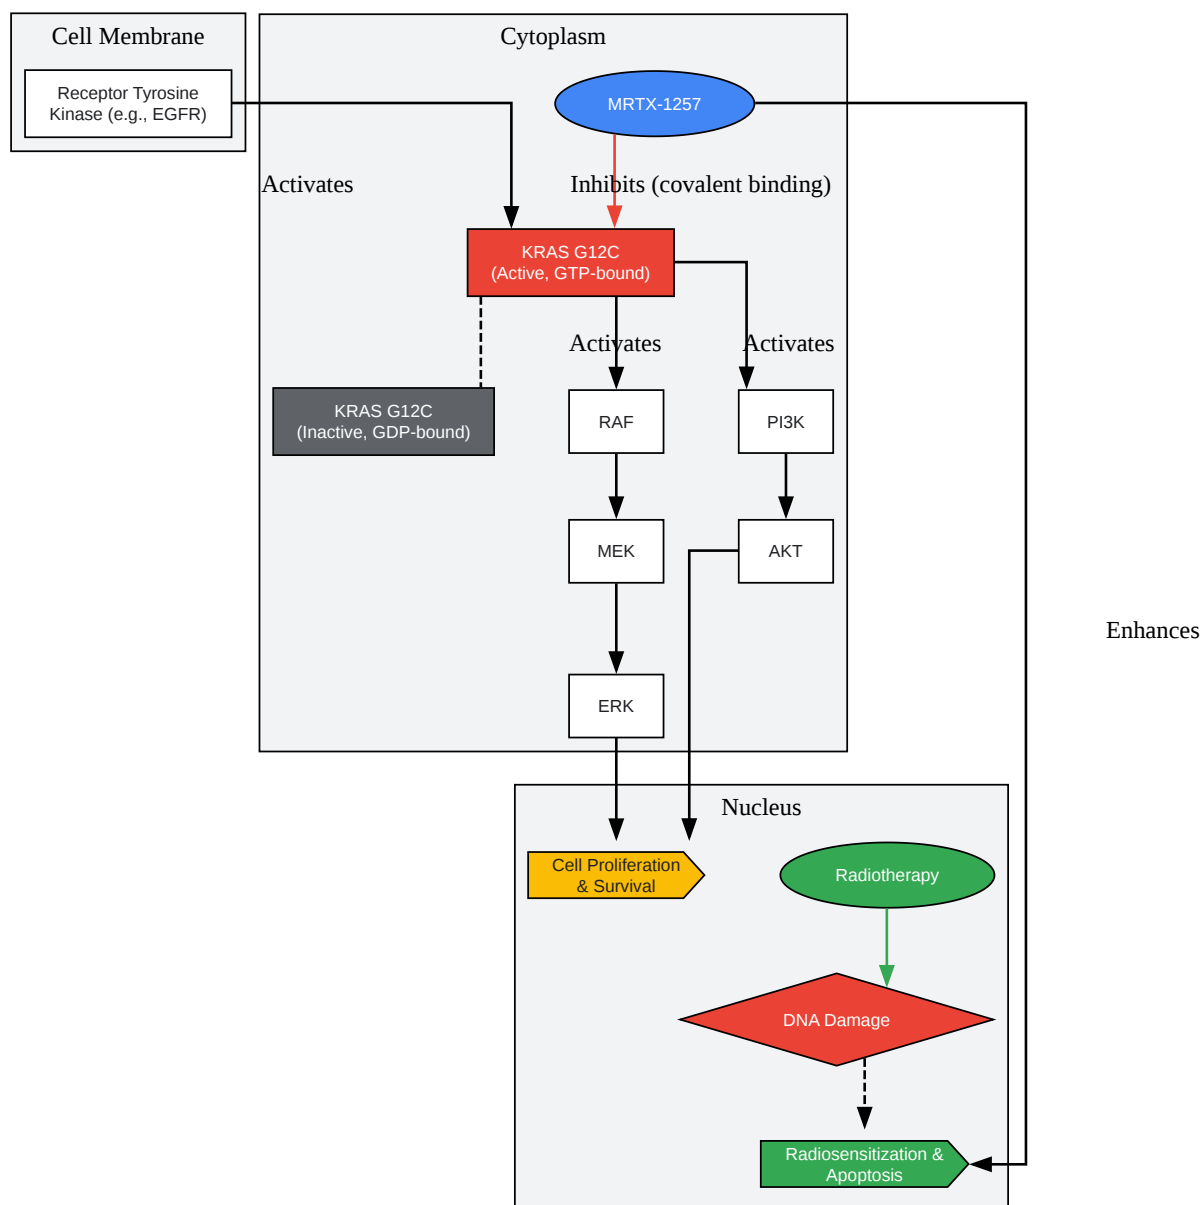 Cell Membrane
Cytoplasm
Receptor Tyrosine
Kinase (e.g., EGFR)
MRTX-1257
Activates
Inhibits (covalent binding)
KRAS G12C
(Active, GTP-bound)
Activates
Activates
KRAS G12C
(Inactive, GDP-bound)
RAF
PI3K
MEK
AKT
Enhances
ERK
Nucleus
Cell Proliferation
& Survival
Radiotherapy
DNA Damage
Radiosensitization &
Apoptosis